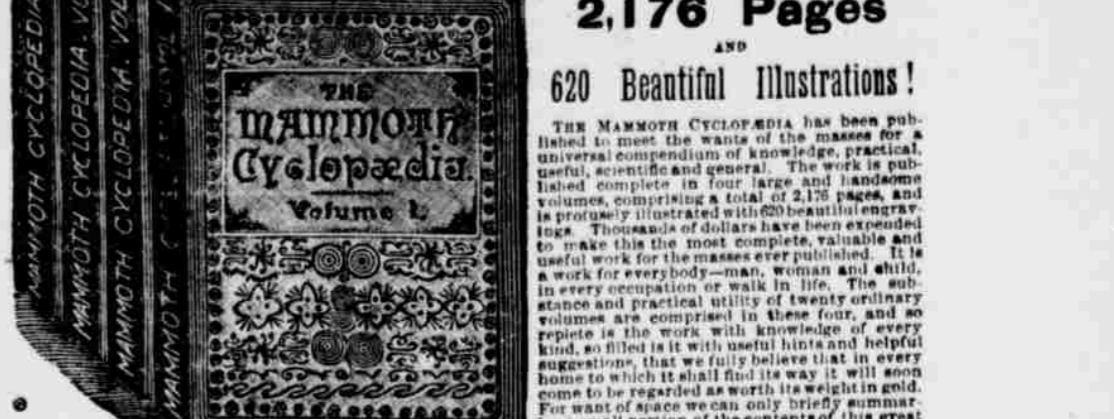 MAMMOTH CYCLOPEDIA
MAMMOTH CYCLOPEDIA. VO
MAMMOTH CYCLOPEDIA. VOL
MAMMOTH C
THE
MAMMOTH
Cyclopædia.
Volume I.
2,176 Pages
AND
620 Beautiful Illustrations!
THE MAMMOTH CYCLOPÆDIA has been pub-
lished to meet the wants of the masses for a
universal compendium of knowledge, practical,
useful, scientific and general. The work is pub-
lished complete in four large and handsome
volumes, comprising a total of 2,176 pages, and
is profusely illustrated with 620 beautiful engrav-
ings. Thousands of dollars have been expended
to make this the most complete, valuable and
useful work for the masses ever published. It is
a work for everybody—man, woman and child,
in every occupation or walk in life. The sub-
stance and practical utility of twenty ordinary
volumes are comprised in these four, and so
replete is the work with knowledge of every
kind, so filled is it with useful hints and helpful
suggestions, that we fully believe that in every
home to which it shall find its way it will soon
come to be regarded as worth its weight in gold.
For want of space we can only briefly summar-
portion of the contents of this great